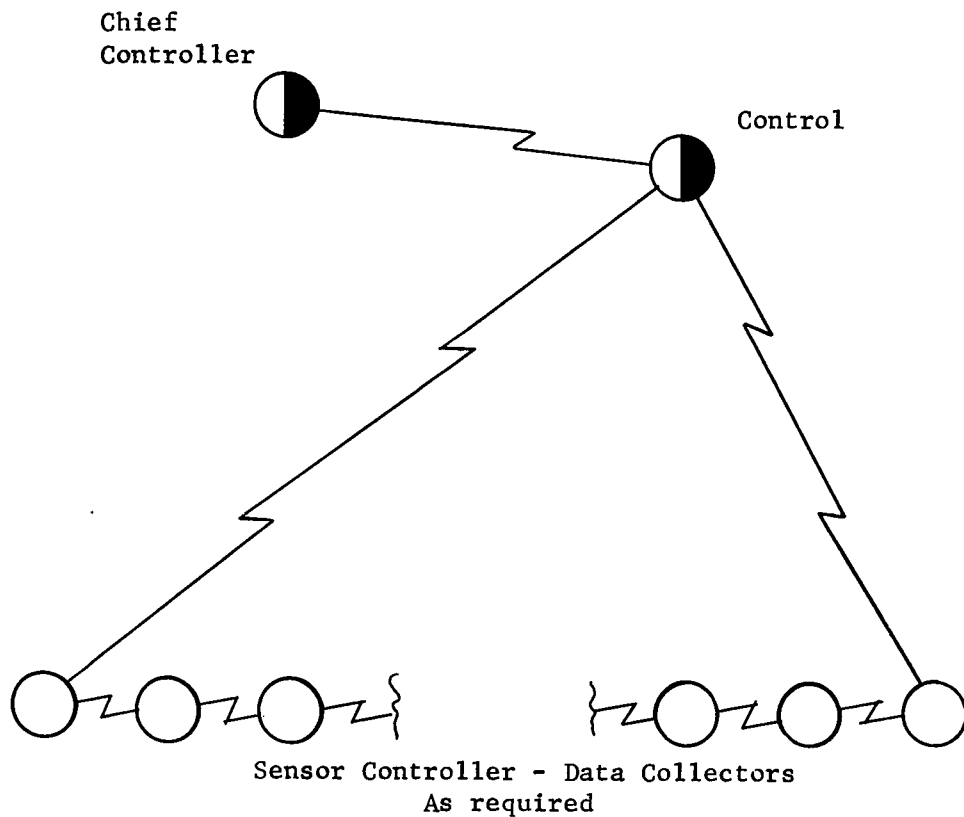 Chief
Controller
Control
Sensor Controller - Data Collectors
As required